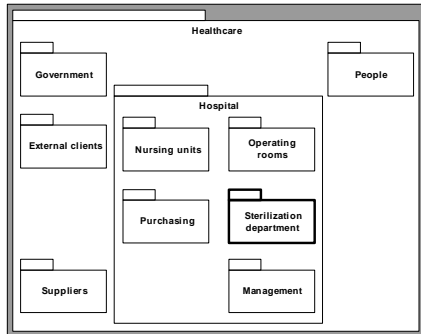 Healthcare
Government
People
Hospital
External clients
Nursing units
Operating
rooms
Purchasing
Sterilization
department
Suppliers
Management